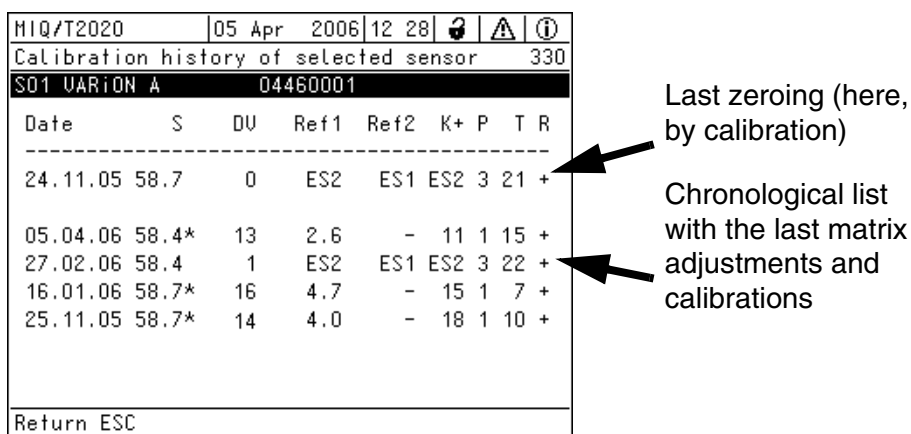 MIQ/T2020 05 Apr 2006 12 28
Calibration history of selected sensor 330
S01 VARiON A 04460001
Date S DV Ref1 Ref2 K+ P T R
--------------------------------------------------
24.11.05 58.7 0 ES2 ES1 ES2 3 21 +
05.04.06 58.4* 13 2.6 - 11 1 15 +
27.02.06 58.4 1 ES2 ES1 ES2 3 22 +
16.01.06 58.7* 16 4.7 - 15 1 7 +
25.11.05 58.7* 14 4.0 - 18 1 10 +
Return ESC
Last zeroing (here,
by calibration)
Chronological list
with the last matrix
adjustments and
calibrations